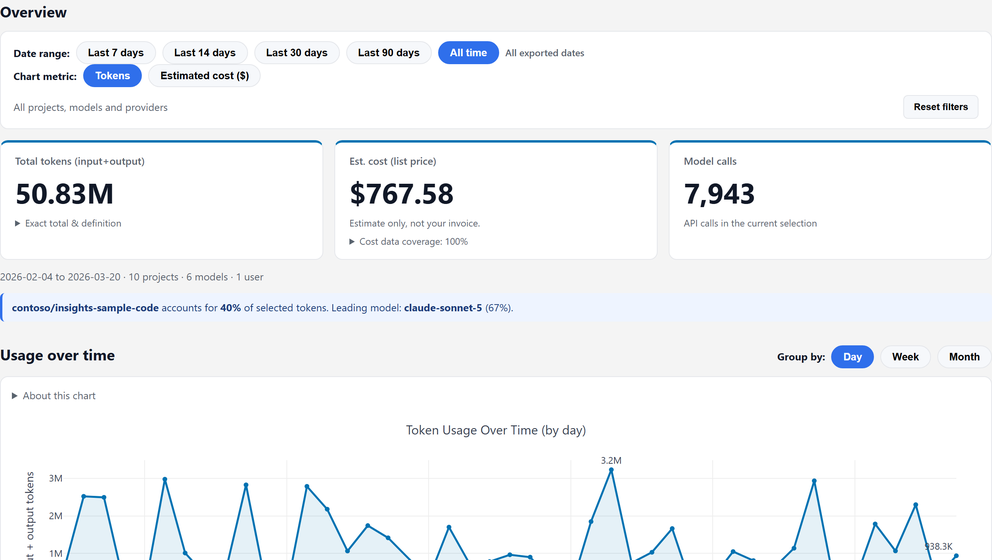 Overview
Date range: Last 7 days Last 14 days Last 30 days Last 90 days All time All exported dates
Chart metric: Tokens Estimated cost ($)
All projects, models and providers Reset filters
Total tokens (input+output)
50.83M
▶ Exact total & definition
Est. cost (list price)
$767.58
Estimate only, not your invoice.
▶ Cost data coverage: 100%
Model calls
7,943
API calls in the current selection
2026-02-04 to 2026-03-20 · 10 projects · 6 models · 1 user
contoso/insights-sample-code accounts for 40% of selected tokens. Leading model: claude-sonnet-5 (67%).
Usage over time Group by: Day Week Month
▶ About this chart
Token Usage Over Time (by day)
3.2M
3M
2M
1M
938.3K
+ output tokens